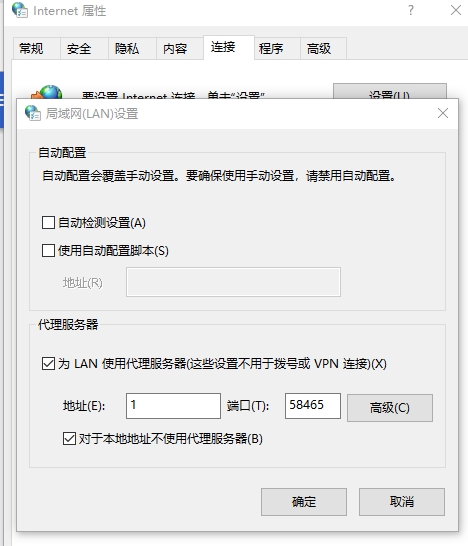 Internet 属性
常规 安全 隐私 内容 连接 程序 高级
要设置 Internet 连接，单击“设置”
设置(U)
局域网(LAN)设置
自动配置
自动配置会覆盖手动设置。要确保使用手动设置，请禁用自动配置。
自动检测设置(A)
使用自动配置脚本(S)
地址(R)
代理服务器
为 LAN 使用代理服务器(这些设置不用于拨号或 VPN 连接)(X)
地址(E): 1 端口(T): 58465 高级(C)
对于本地地址不使用代理服务器(B)
确定 取消